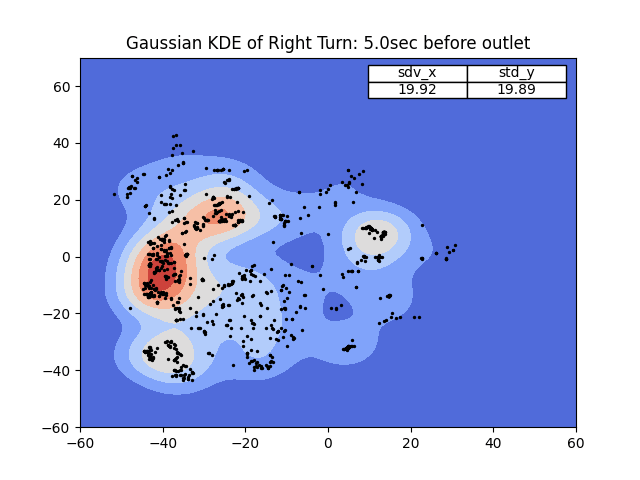 Gaussian KDE of Right Turn: 5.0sec before outlet
sdv_x std_y
19.92 19.89
60
40
20
0
−20
−40
−60
−60 −40 −20 0 20 40 60